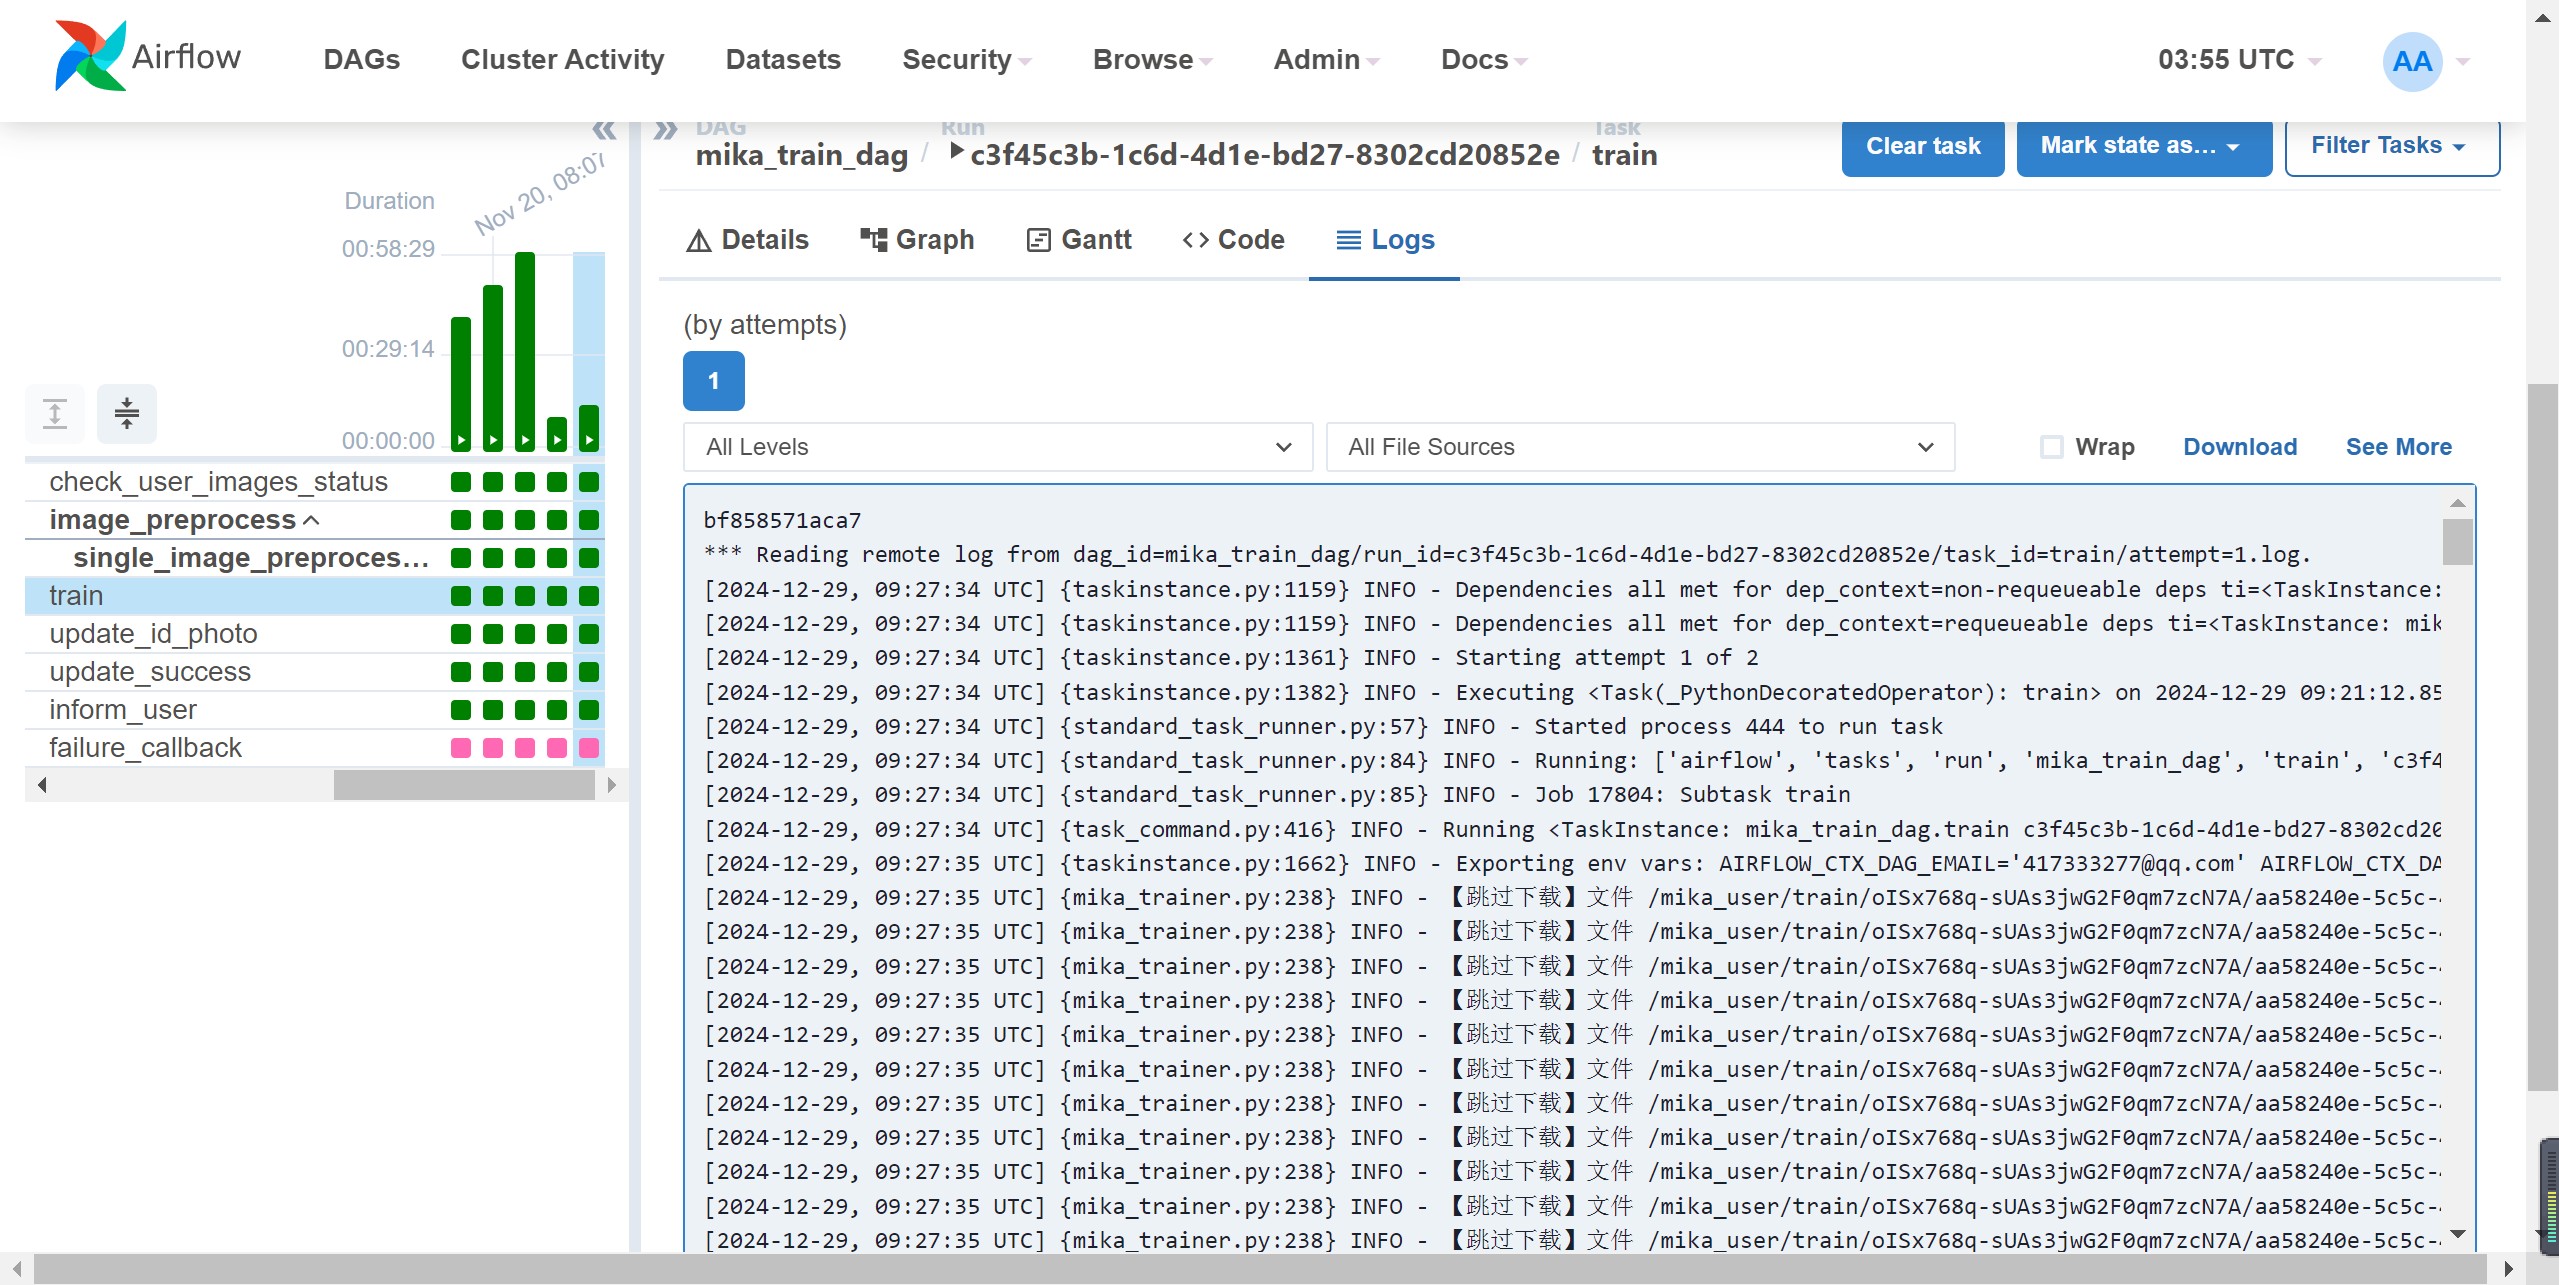 Airflow
DAGs
Cluster Activity
Datasets
Security
Browse
Admin
Docs
03:55 UTC
AA
DAG
mika_train_dag
/
Run
c3f45c3b-1c6d-4d1e-bd27-8302cd20852e
/
Task
train
Clear task
Mark state as...
Filter Tasks
Duration
Nov 20, 08:07
00:58:29
00:29:14
00:00:00
check_user_images_status
image_preprocess
single_image_preproces...
train
update_id_photo
update_success
inform_user
failure_callback
Details
Graph
Gantt
Code
Logs
(by attempts)
1
All Levels
All File Sources
Wrap
Download
See More
bf858571aca7
*** Reading remote log from dag_id=mika_train_dag/run_id=c3f45c3b-1c6d-4d1e-bd27-8302cd20852e/task_id=train/attempt=1.log.
[2024-12-29, 09:27:34 UTC] {taskinstance.py:1159} INFO - Dependencies all met for dep_context=non-requeueable deps ti=<TaskInstance:
[2024-12-29, 09:27:34 UTC] {taskinstance.py:1159} INFO - Dependencies all met for dep_context=requeueable deps ti=<TaskInstance: mik
[2024-12-29, 09:27:34 UTC] {taskinstance.py:1361} INFO - Starting attempt 1 of 2
[2024-12-29, 09:27:34 UTC] {taskinstance.py:1382} INFO - Executing <Task(_PythonDecoratedOperator): train> on 2024-12-29 09:21:12.85
[2024-12-29, 09:27:34 UTC] {standard_task_runner.py:57} INFO - Started process 444 to run task
[2024-12-29, 09:27:34 UTC] {standard_task_runner.py:84} INFO - Running: ['airflow', 'tasks', 'run', 'mika_train_dag', 'train', 'c3f4
[2024-12-29, 09:27:34 UTC] {standard_task_runner.py:85} INFO - Job 17804: Subtask train
[2024-12-29, 09:27:34 UTC] {task_command.py:416} INFO - Running <TaskInstance: mika_train_dag.train c3f45c3b-1c6d-4d1e-bd27-8302cd20
[2024-12-29, 09:27:35 UTC] {taskinstance.py:1662} INFO - Exporting env vars: AIRFLOW_CTX_DAG_EMAIL='417333277@qq.com' AIRFLOW_CTX_DA
[2024-12-29, 09:27:35 UTC] {mika_trainer.py:238} INFO - 【跳过下载】文件 /mika_user/train/oISx768q-sUAs3jwG2F0qm7zcN7A/aa58240e-5c5c-
[2024-12-29, 09:27:35 UTC] {mika_trainer.py:238} INFO - 【跳过下载】文件 /mika_user/train/oISx768q-sUAs3jwG2F0qm7zcN7A/aa58240e-5c5c-
[2024-12-29, 09:27:35 UTC] {mika_trainer.py:238} INFO - 【跳过下载】文件 /mika_user/train/oISx768q-sUAs3jwG2F0qm7zcN7A/aa58240e-5c5c-
[2024-12-29, 09:27:35 UTC] {mika_trainer.py:238} INFO - 【跳过下载】文件 /mika_user/train/oISx768q-sUAs3jwG2F0qm7zcN7A/aa58240e-5c5c-
[2024-12-29, 09:27:35 UTC] {mika_trainer.py:238} INFO - 【跳过下载】文件 /mika_user/train/oISx768q-sUAs3jwG2F0qm7zcN7A/aa58240e-5c5c-
[2024-12-29, 09:27:35 UTC] {mika_trainer.py:238} INFO - 【跳过下载】文件 /mika_user/train/oISx768q-sUAs3jwG2F0qm7zcN7A/aa58240e-5c5c-
[2024-12-29, 09:27:35 UTC] {mika_trainer.py:238} INFO - 【跳过下载】文件 /mika_user/train/oISx768q-sUAs3jwG2F0qm7zcN7A/aa58240e-5c5c-
[2024-12-29, 09:27:35 UTC] {mika_trainer.py:238} INFO - 【跳过下载】文件 /mika_user/train/oISx768q-sUAs3jwG2F0qm7zcN7A/aa58240e-5c5c-
[2024-12-29, 09:27:35 UTC] {mika_trainer.py:238} INFO - 【跳过下载】文件 /mika_user/train/oISx768q-sUAs3jwG2F0qm7zcN7A/aa58240e-5c5c-
[2024-12-29, 09:27:35 UTC] {mika_trainer.py:238} INFO - 【跳过下载】文件 /mika_user/train/oISx768q-sUAs3jwG2F0qm7zcN7A/aa58240e-5c5c-
[2024-12-29, 09:27:35 UTC] {mika_trainer.py:238} INFO - 【跳过下载】文件 /mika_user/train/oISx768q-sUAs3jwG2F0qm7zcN7A/aa58240e-5c5c-